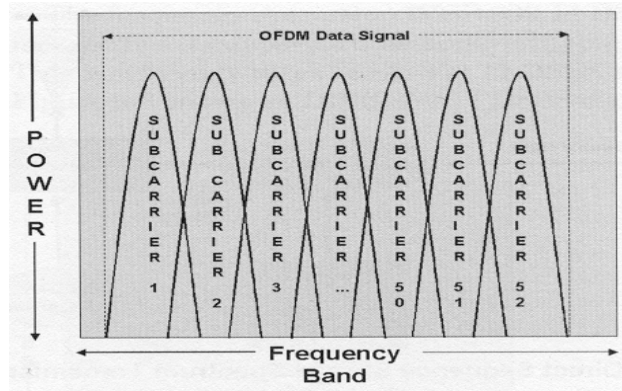 OFDM Data Signal
POWER
SUBCARRIER 1
SUB CARRIER 2
SUBCARRIER 3
SUBCARRIER ...
SUBCARRIER 50
SUBCARRIER 51
SUBCARRIER 52
Frequency
Band